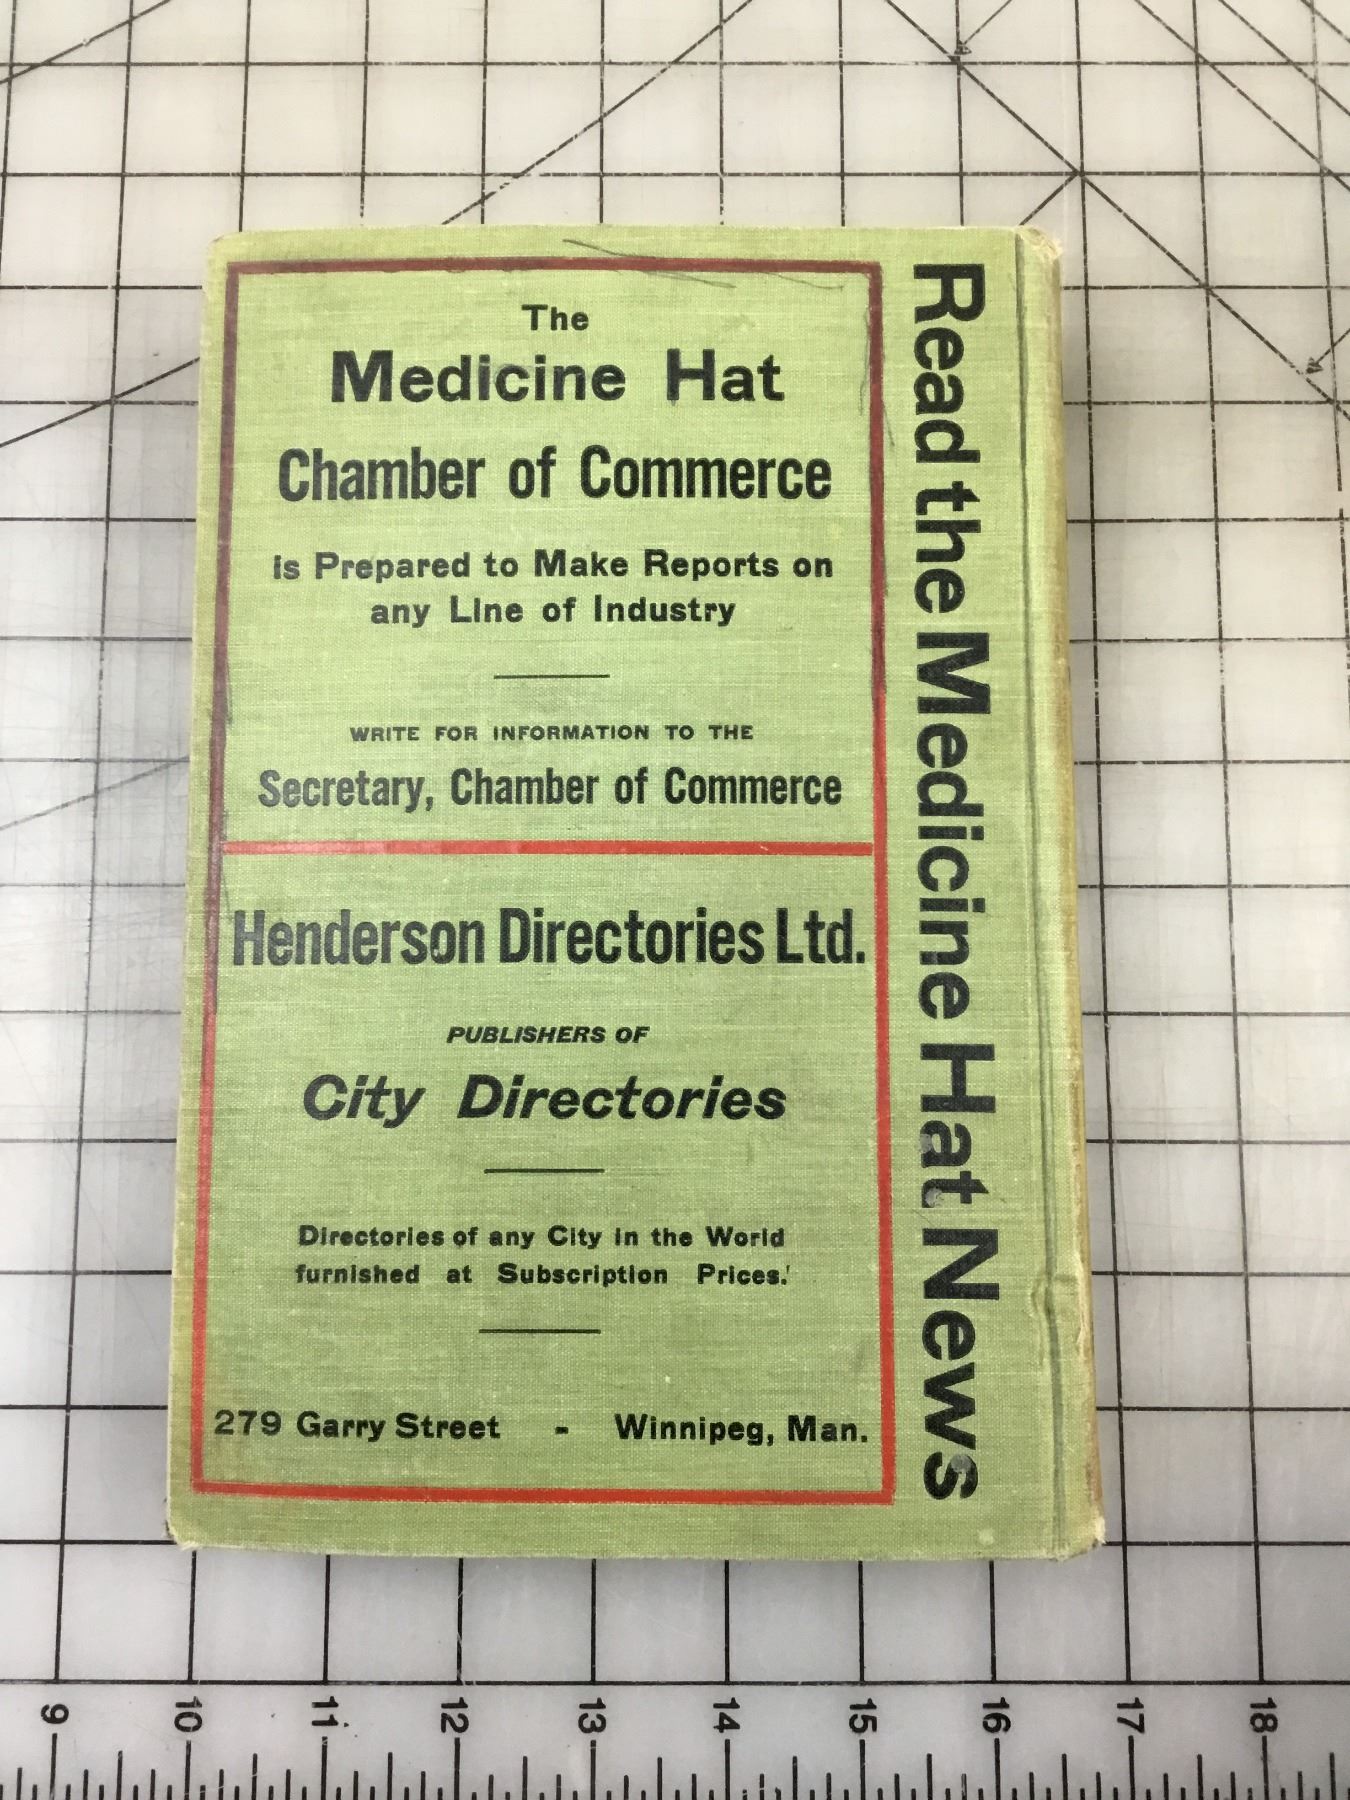 The
Medicine Hat
Chamber of Commerce
is Prepared to Make Reports on
any Line of Industry
WRITE FOR INFORMATION TO THE
Secretary, Chamber of Commerce
Henderson Directories Ltd.
PUBLISHERS OF
City Directories
Directories of any City in the World
furnished at Subscription Prices.
279 Garry Street - Winnipeg, Man.
Read the Medicine Hat News
9 10 11 12 13 14 15 16 17 18